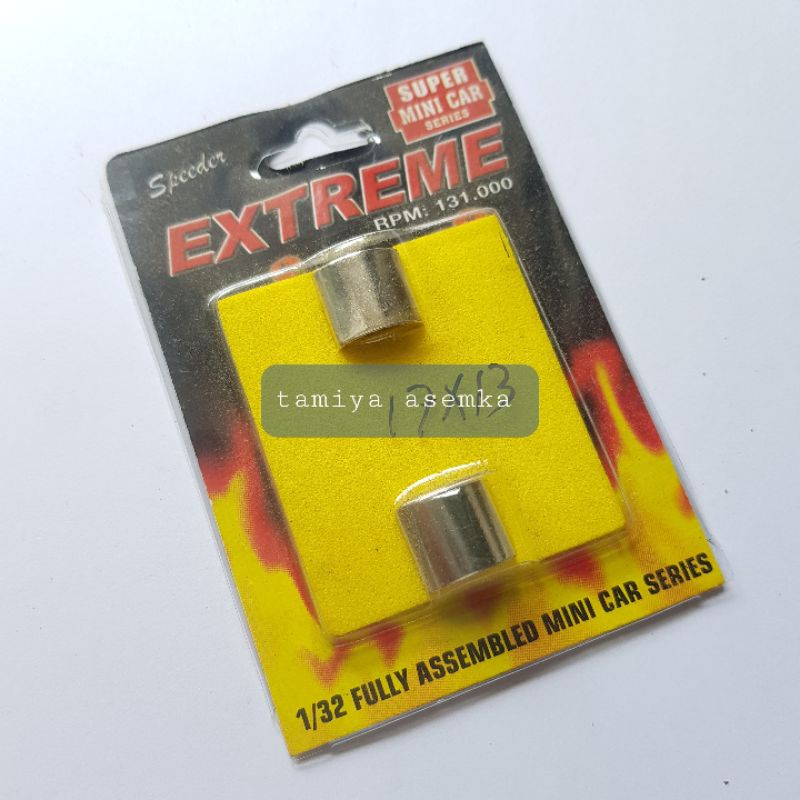 SUPER
MINI CAR
SERIES
Speeder
EXTREME
RPM: 131.000
tamiya asemka
17x13
1/32 FULLY ASSEMBLED MINI CAR SERIES